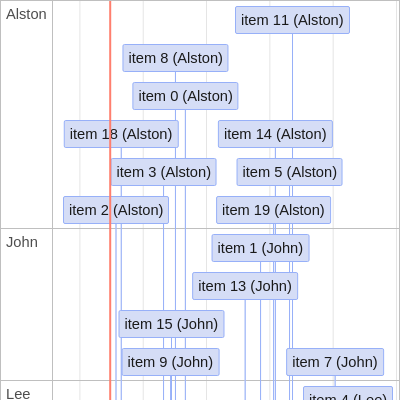 Alston
item 11 (Alston)
item 8 (Alston)
item 0 (Alston)
item 18 (Alston)
item 14 (Alston)
item 3 (Alston)
item 5 (Alston)
item 2 (Alston)
item 19 (Alston)
John
item 1 (John)
item 13 (John)
item 15 (John)
item 9 (John)
item 7 (John)
Lee
item 4 (Lee)